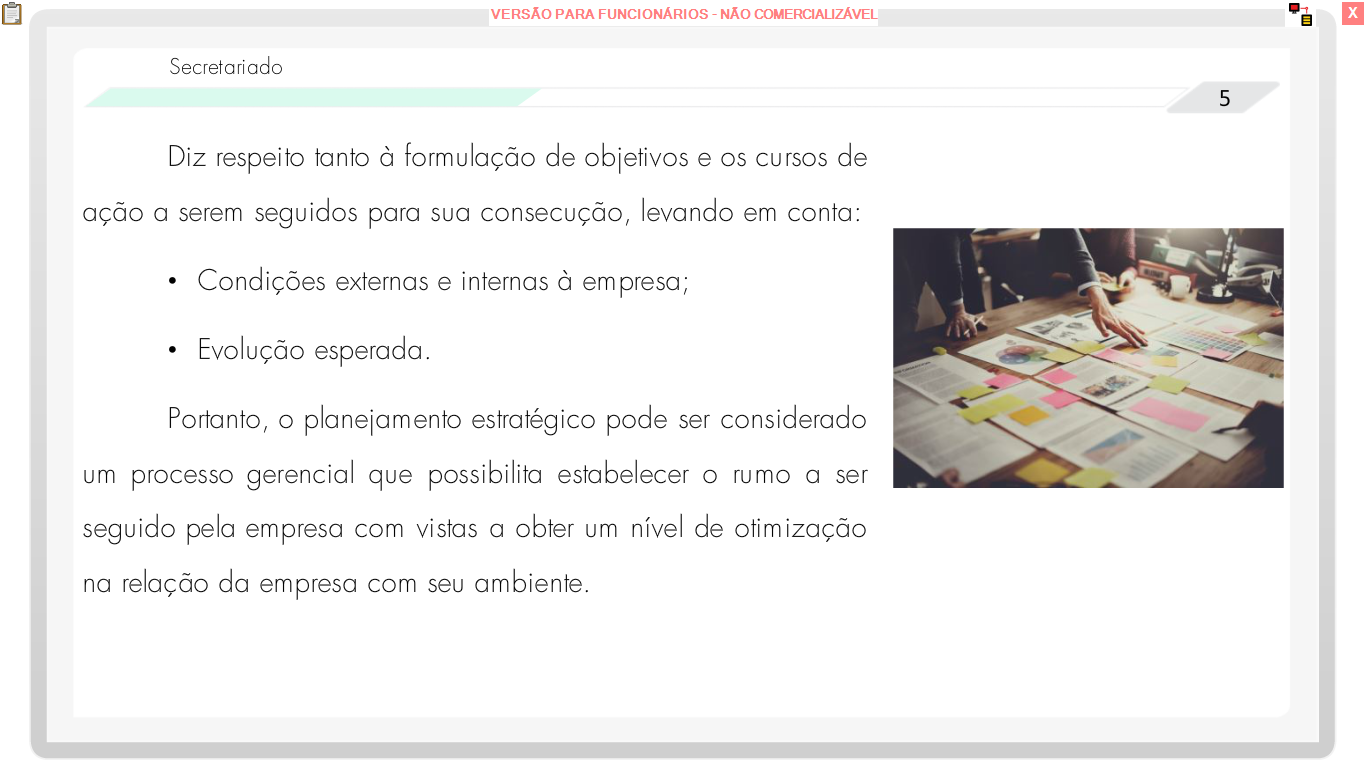 VERSÃO PARA FUNCIONÁRIOS - NÃO COMERCIALIZÁVEL
X
Secretariado
5
Diz respeito tanto à formulação de objetivos e os cursos de
ação a serem seguidos para sua consecução, levando em conta:
• Condições externas e internas à empresa;
• Evolução esperada.
Portanto, o planejamento estratégico pode ser considerado
um processo gerencial que possibilita estabelecer o rumo a ser
seguido pela empresa com vistas a obter um nível de otimização
na relação da empresa com seu ambiente.